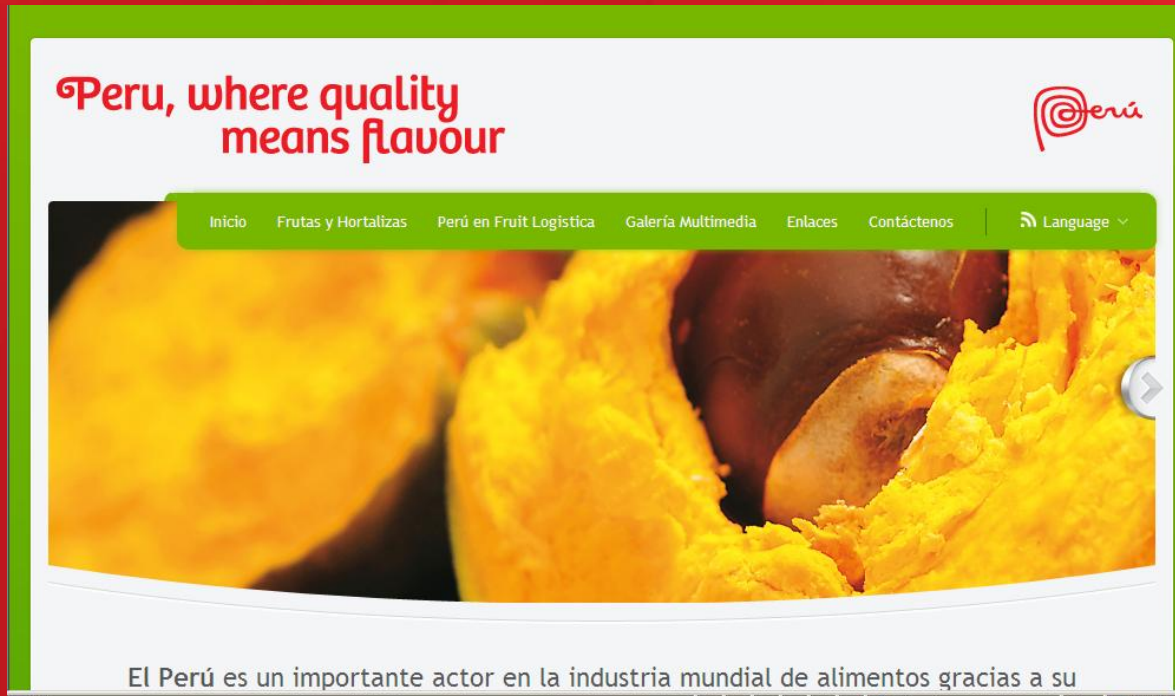 Peru, where quality
means flavour
Perú
Inicio Frutas y Hortalizas Perú en Fruit Logistica Galería Multimedia Enlaces Contáctenos Language
El Perú es un importante actor en la industria mundial de alimentos gracias a su